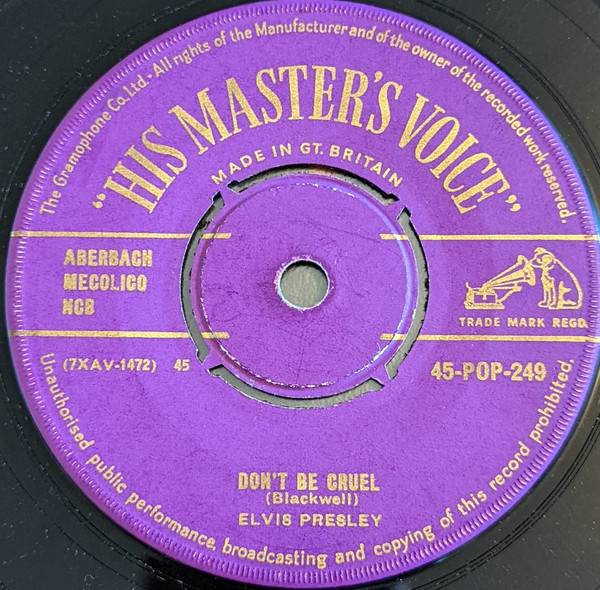 The Gramophone Co. Ltd. · All rights of the Manufacturer and of the owner of the recorded work reserved.
"HIS MASTER'S VOICE"
MADE IN GT. BRITAIN
ABERBACH
MECOLICO
NCB
TRADE MARK REGD.
(7XAV-1472) 45
45-POP-249
DON'T BE CRUEL
(Blackwell)
ELVIS PRESLEY
Unauthorised public performance, broadcasting and copying of this record prohibited.